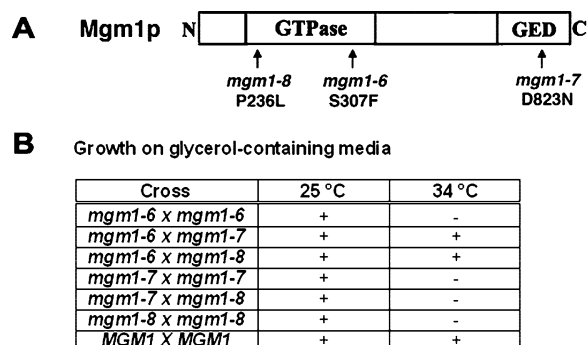 A Mgm1p N GTPase GED C
mgm1-8 mgm1-6 mgm1-7
P236L S307F D823N
B Growth on glycerol-containing media
Cross 25 °C 34 °C
mgm1-6 x mgm1-6 + -
mgm1-6 x mgm1-7 + +
mgm1-6 x mgm1-8 + +
mgm1-7 x mgm1-7 + -
mgm1-7 x mgm1-8 + -
mgm1-8 x mgm1-8 + -
MGM1 X MGM1 + +